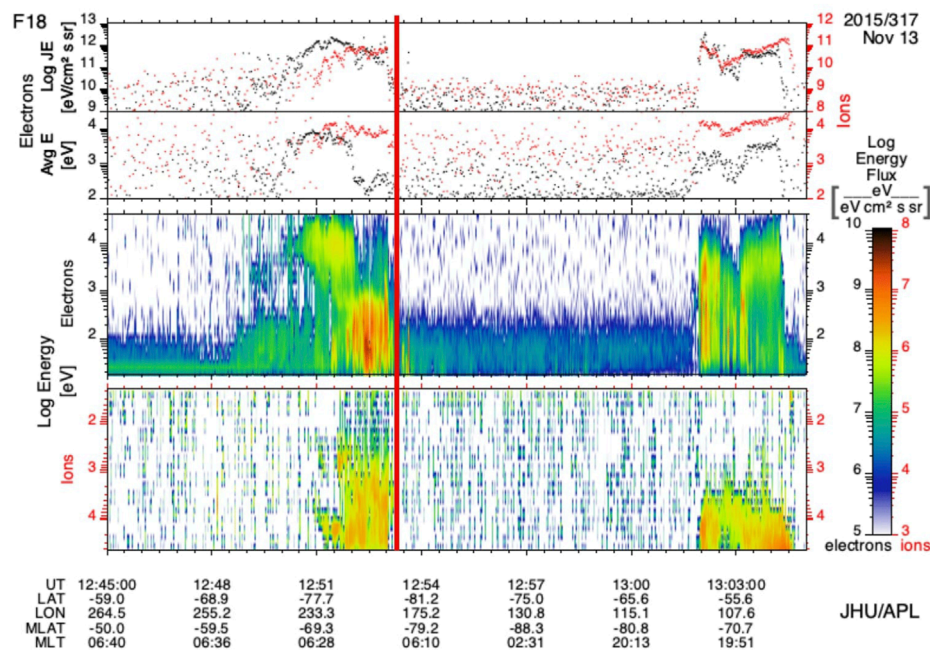 F18
2015/317
Nov 13
Electrons
Log JE
[eV/cm² s sr]
13
12
11
10
9
12
11
10
9
8
Ions
Avg E
[eV]
4
3
2
4
3
2
Log
Energy
Flux
eV
eV cm² s sr
Log Energy
[eV]
Electrons
4
3
2
4
3
2
Ions
2
3
4
2
3
4
10 8
9 7
8 6
7 5
6 4
5 3
electrons ions
UT 12:45:00 12:48 12:51 12:54 12:57 13:00 13:03:00
LAT -59.0 -68.9 -77.7 -81.2 -75.0 -65.6 -55.6
LON 264.5 255.2 233.3 175.2 130.8 115.1 107.6
MLAT -50.0 -59.5 -69.3 -79.2 -88.3 -80.8 -70.7
MLT 06:40 06:36 06:28 06:10 02:31 20:13 19:51
JHU/APL